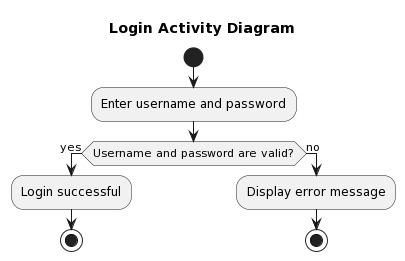 Login Activity Diagram
Enter username and password
yes
Username and password are valid?
no
Login successful
Display error message